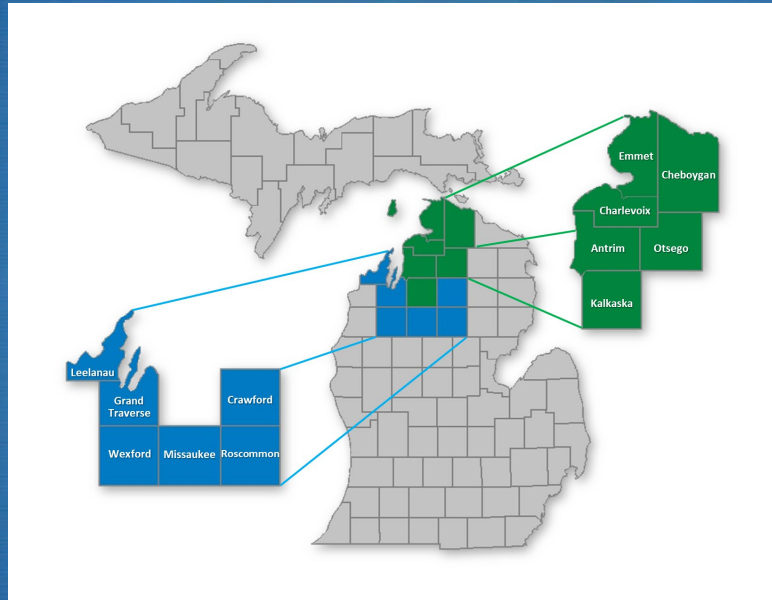 Emmet
Cheboygan
Charlevoix
Antrim
Otsego
Kalkaska
Leelanau
Grand
Traverse
Crawford
Wexford
Missaukee
Roscommon